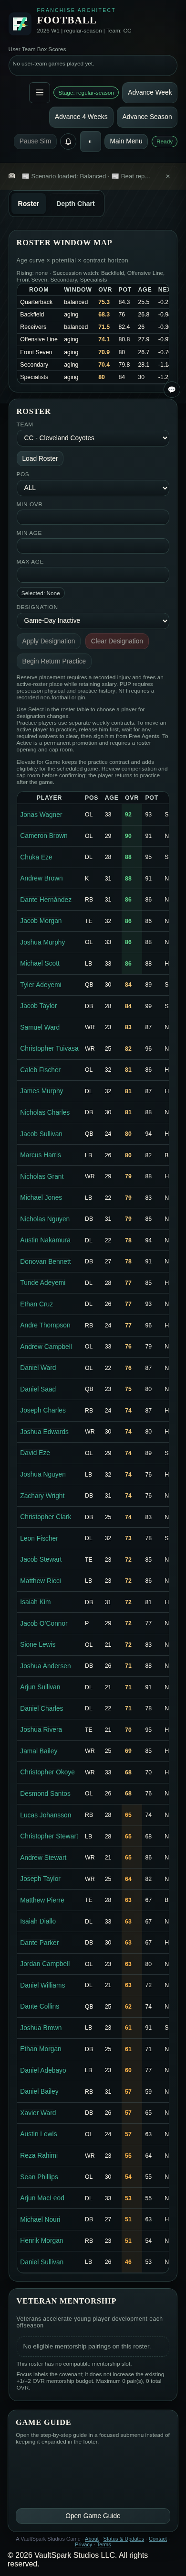 FRANCHISE ARCHITECT
FOOTBALL
2026 W1 | regular-season | Team: CC
User Team Box Scores
No user-team games played yet.
Stage: regular-season
Advance Week
Advance 4 Weeks
Advance Season
Pause Sim
Main Menu
Ready
Scenario loaded: Balanced · Beat rep…
×
Roster
Depth Chart
ROSTER WINDOW MAP
Age curve × potential × contract horizon
Rising: none · Succession watch: Backfield, Offensive Line,
Front Seven, Secondary, Specialists
ROOM WINDOW OVR POT AGE NE
Quarterback balanced 75.3 84.3 25.5 -0.2
Backfield aging 68.3 76 26.8 -0.9
Receivers balanced 71.5 82.4 26 -0.3
Offensive Line aging 74.1 80.8 27.9 -0.9
Front Seven aging 70.9 80 26.7 -0.7
Secondary aging 70.4 79.8 28.1 -1.1
Specialists aging 80 84 30 -1.2
ROSTER
TEAM
CC - Cleveland Coyotes
Load Roster
POS
ALL
MIN OVR
MIN AGE
MAX AGE
Selected: None
DESIGNATION
Game-Day Inactive
Apply Designation
Clear Designation
Begin Return Practice
Reserve placement requires a recorded injury and frees an
active-roster place while retaining salary. PUP requires
preseason physical and practice history; NFI requires a
recorded non-football origin.
Use Select in the roster table to choose a player for
designation changes.
Practice players retain separate weekly contracts. To move an
active player to practice, release him first, wait for any
required waivers to clear, then sign him from Free Agents. To
Active is a permanent promotion and requires a roster
opening and cap room.
Elevate for Game keeps the practice contract and adds
eligibility for the scheduled game. Review compensation and
cap room before confirming; the player returns to practice
after the game.
PLAYER POS AGE OVR POT
Jonas Wagner OL 33 92 93 S
Cameron Brown OL 29 90 91 N
Chuka Eze DL 28 88 95 S
Andrew Brown K 31 88 91 N
Dante Hernández RB 31 86 86 N
Jacob Morgan TE 32 86 86 N
Joshua Murphy OL 33 86 88 N
Michael Scott LB 33 86 88 N
Tyler Adeyemi QB 30 84 89 S
Jacob Taylor DB 28 84 99 S
Samuel Ward WR 23 83 87 N
Christopher Tuivasa WR 25 82 96 N
Caleb Fischer OL 32 81 86 N
James Murphy DL 32 81 87 N
Nicholas Charles DB 30 81 88 N
Jacob Sullivan QB 24 80 94 N
Marcus Harris LB 26 80 82 B
Nicholas Grant WR 29 79 88 N
Michael Jones LB 22 79 83 N
Nicholas Nguyen DB 31 79 86 N
Austin Nakamura DL 22 78 94 N
Donovan Bennett DB 27 78 91 N
Tunde Adeyemi DL 28 77 85 N
Ethan Cruz DL 26 77 93 N
Andre Thompson RB 24 77 96 N
Andrew Campbell OL 33 76 79 N
Daniel Ward OL 22 76 87 N
Daniel Saad QB 23 75 80 N
Joseph Charles RB 24 74 87 N
Joshua Edwards WR 30 74 80 N
David Eze OL 29 74 89 S
Joshua Nguyen LB 32 74 76 N
Zachary Wright DB 31 74 76 N
Christopher Clark DB 25 74 83 N
Leon Fischer DL 32 73 78 S
Jacob Stewart TE 23 72 85 N
Matthew Ricci LB 23 72 86 N
Isaiah Kim DB 31 72 81 N
Jacob O'Connor P 29 72 77 N
Sione Lewis OL 21 72 83 N
Joshua Andersen DB 26 71 88 N
Arjun Sullivan DL 21 71 91 N
Daniel Charles DL 22 71 78 N
Joshua Rivera TE 21 70 95 N
Jamal Bailey WR 25 69 85 N
Christopher Okoye WR 33 68 70 N
Desmond Santos OL 26 68 76 N
Lucas Johansson RB 28 65 74 N
Christopher Stewart LB 28 65 68 N
Andrew Stewart WR 21 65 86 N
Joseph Taylor WR 25 64 82 N
Matthew Pierre TE 28 63 67 B
Isaiah Diallo DL 33 63 67 N
Dante Parker DB 30 63 67 N
Jordan Campbell OL 23 63 80 N
Daniel Williams DL 21 63 72 N
Dante Collins QB 25 62 74 N
Joshua Brown LB 23 61 91 S
Ethan Morgan DB 25 61 71 N
Daniel Adebayo LB 23 60 77 N
Daniel Bailey RB 31 57 59 N
Xavier Ward DB 26 57 65 N
Austin Lewis OL 24 57 63 N
Reza Rahimi WR 23 55 64 N
Sean Phillips OL 30 54 55 N
Arjun MacLeod DL 33 53 55 N
Michael Nouri DB 27 51 63 N
Henrik Morgan RB 23 51 54 N
Daniel Sullivan LB 26 46 53 N
VETERAN MENTORSHIP
Veterans accelerate young player development each
offseason
No eligible mentorship pairings on this roster.
This roster has no compatible mentorship slot.
Focus labels the covenant; it does not increase the existing
+1/+2 OVR mentorship budget. Maximum 0 pair(s), 0 total
OVR.
GAME GUIDE
Open the step-by-step guide in a focused submenu instead of
keeping it expanded in the footer.
Open Game Guide
A VaultSpark Studios Game · About · Status & Updates · Contact ·
Privacy · Terms
© 2026 VaultSpark Studios LLC. All rights
reserved.